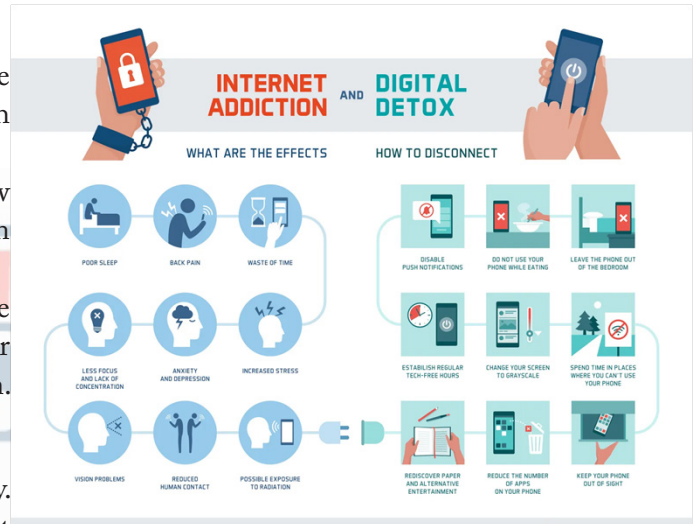 INTERNET
ADDICTION
AND
DIGITAL
DETOX
WHAT ARE THE EFFECTS
HOW TO DISCONNECT
POOR SLEEP
BACK PAIN
WASTE OF TIME
LESS FOCUS
AND LACK OF
CONCENTRATION
ANXIETY
AND DEPRESSION
INCREASED STRESS
VISION PROBLEMS
REDUCED
HUMAN CONTACT
POSSIBLE EXPOSURE
TO RADIATION
DISABLE
PUSH NOTIFICATIONS
DO NOT USE YOUR
PHONE WHILE EATING
LEAVE THE PHONE OUT
OF THE BEDROOM
ESTABILISH REGULAR
TECH-FREE HOURS
CHANGE YOUR SCREEN
TO GRAYSCALE
SPEND TIME IN PLACES
WHERE YOU CAN'T USE
YOUR PHONE
REDISCOVER PAPER
AND ALTERNATIVE
ENTERTAINMENT
REDUCE THE NUMBER
OF APPS
ON YOUR PHONE
KEEP YOUR PHONE
OUT OF SIGHT